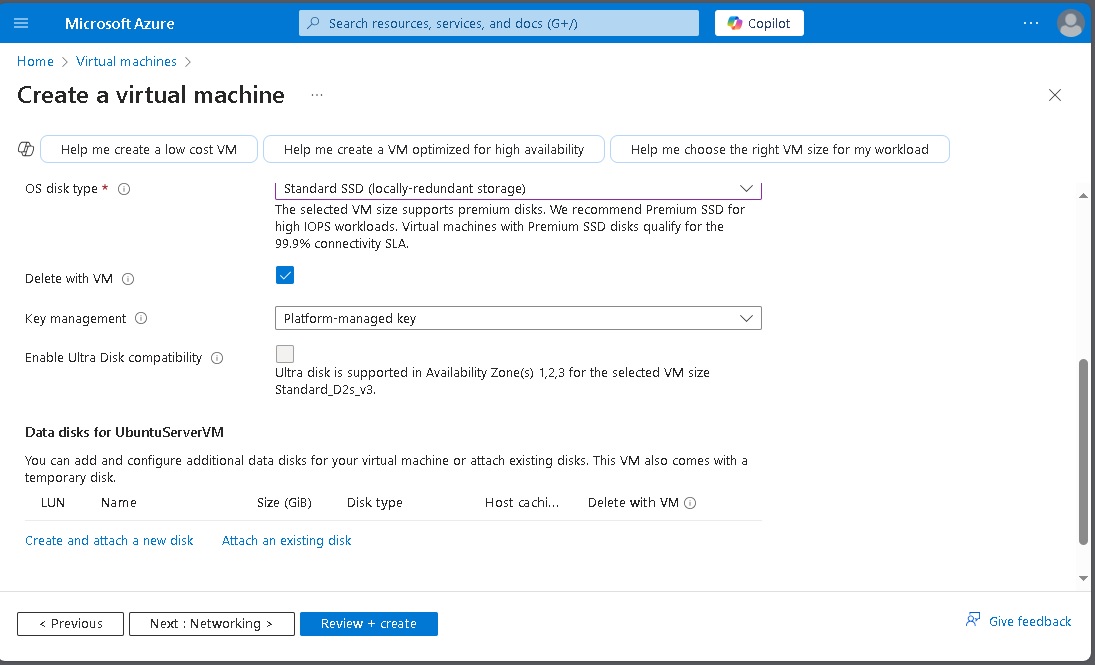 Microsoft Azure
Search resources, services, and docs (G+/)
Copilot
Home > Virtual machines >
Create a virtual machine ...
Help me create a low cost VM
Help me create a VM optimized for high availability
Help me choose the right VM size for my workload
OS disk type *
Standard SSD (locally-redundant storage)
The selected VM size supports premium disks. We recommend Premium SSD for
high IOPS workloads. Virtual machines with Premium SSD disks qualify for the
99.9% connectivity SLA.
Delete with VM
Key management
Platform-managed key
Enable Ultra Disk compatibility
Ultra disk is supported in Availability Zone(s) 1,2,3 for the selected VM size
Standard_D2s_v3.
Data disks for UbuntuServerVM
You can add and configure additional data disks for your virtual machine or attach existing disks. This VM also comes with a
temporary disk.
LUN Name Size (GiB) Disk type Host cachi... Delete with VM
Create and attach a new disk Attach an existing disk
< Previous
Next : Networking >
Review + create
Give feedback